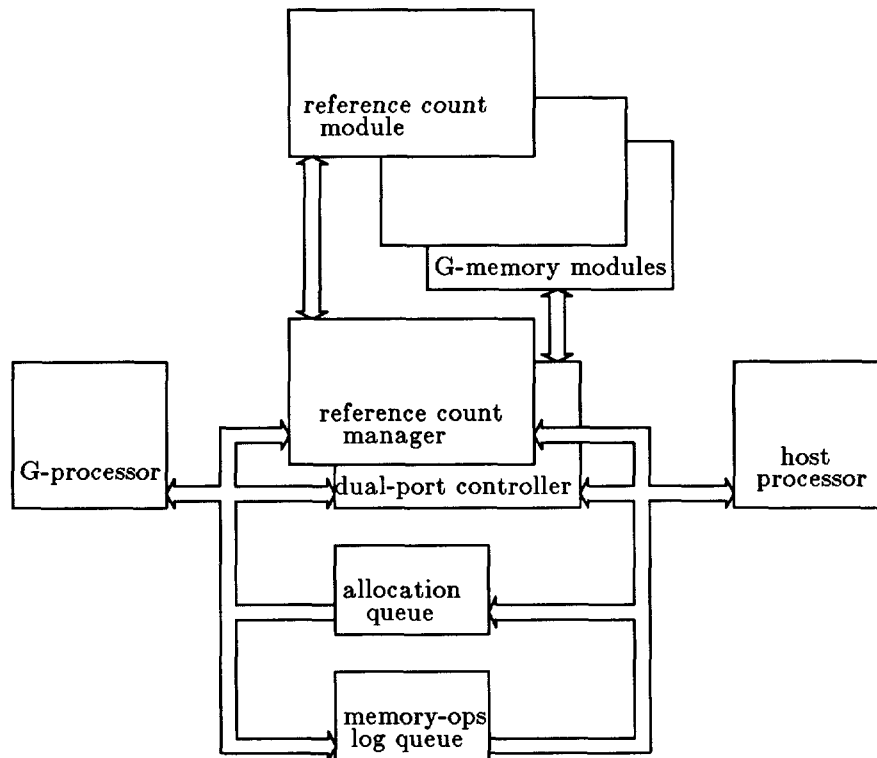 reference count
module
G-memory modules
reference count
manager
G-processor
dual-port controller
host
processor
allocation
queue
memory-ops
log queue